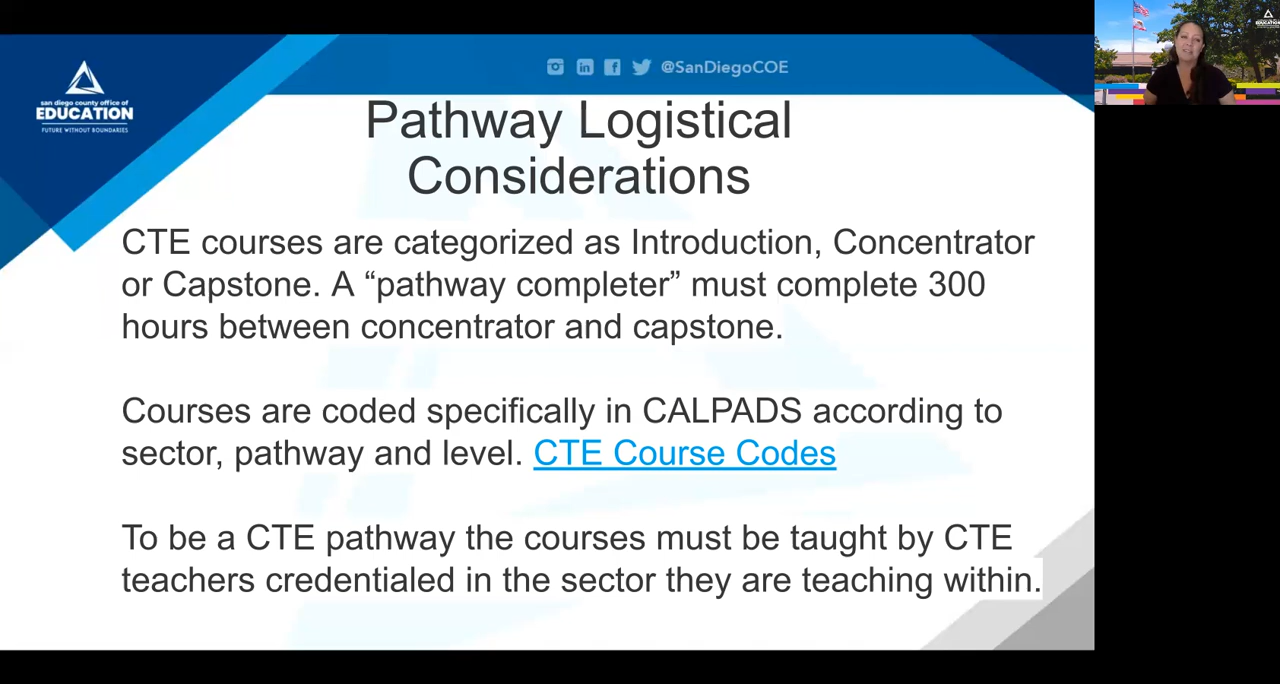 @SanDiegoCOE
san diego county office of
EDUCATION
FUTURE WITHOUT BOUNDARIES
Pathway Logistical
Considerations
CTE courses are categorized as Introduction, Concentrator
or Capstone. A “pathway completer” must complete 300
hours between concentrator and capstone.
Courses are coded specifically in CALPADS according to
sector, pathway and level. CTE Course Codes
To be a CTE pathway the courses must be taught by CTE
teachers credentialed in the sector they are teaching within.
EDUCATION